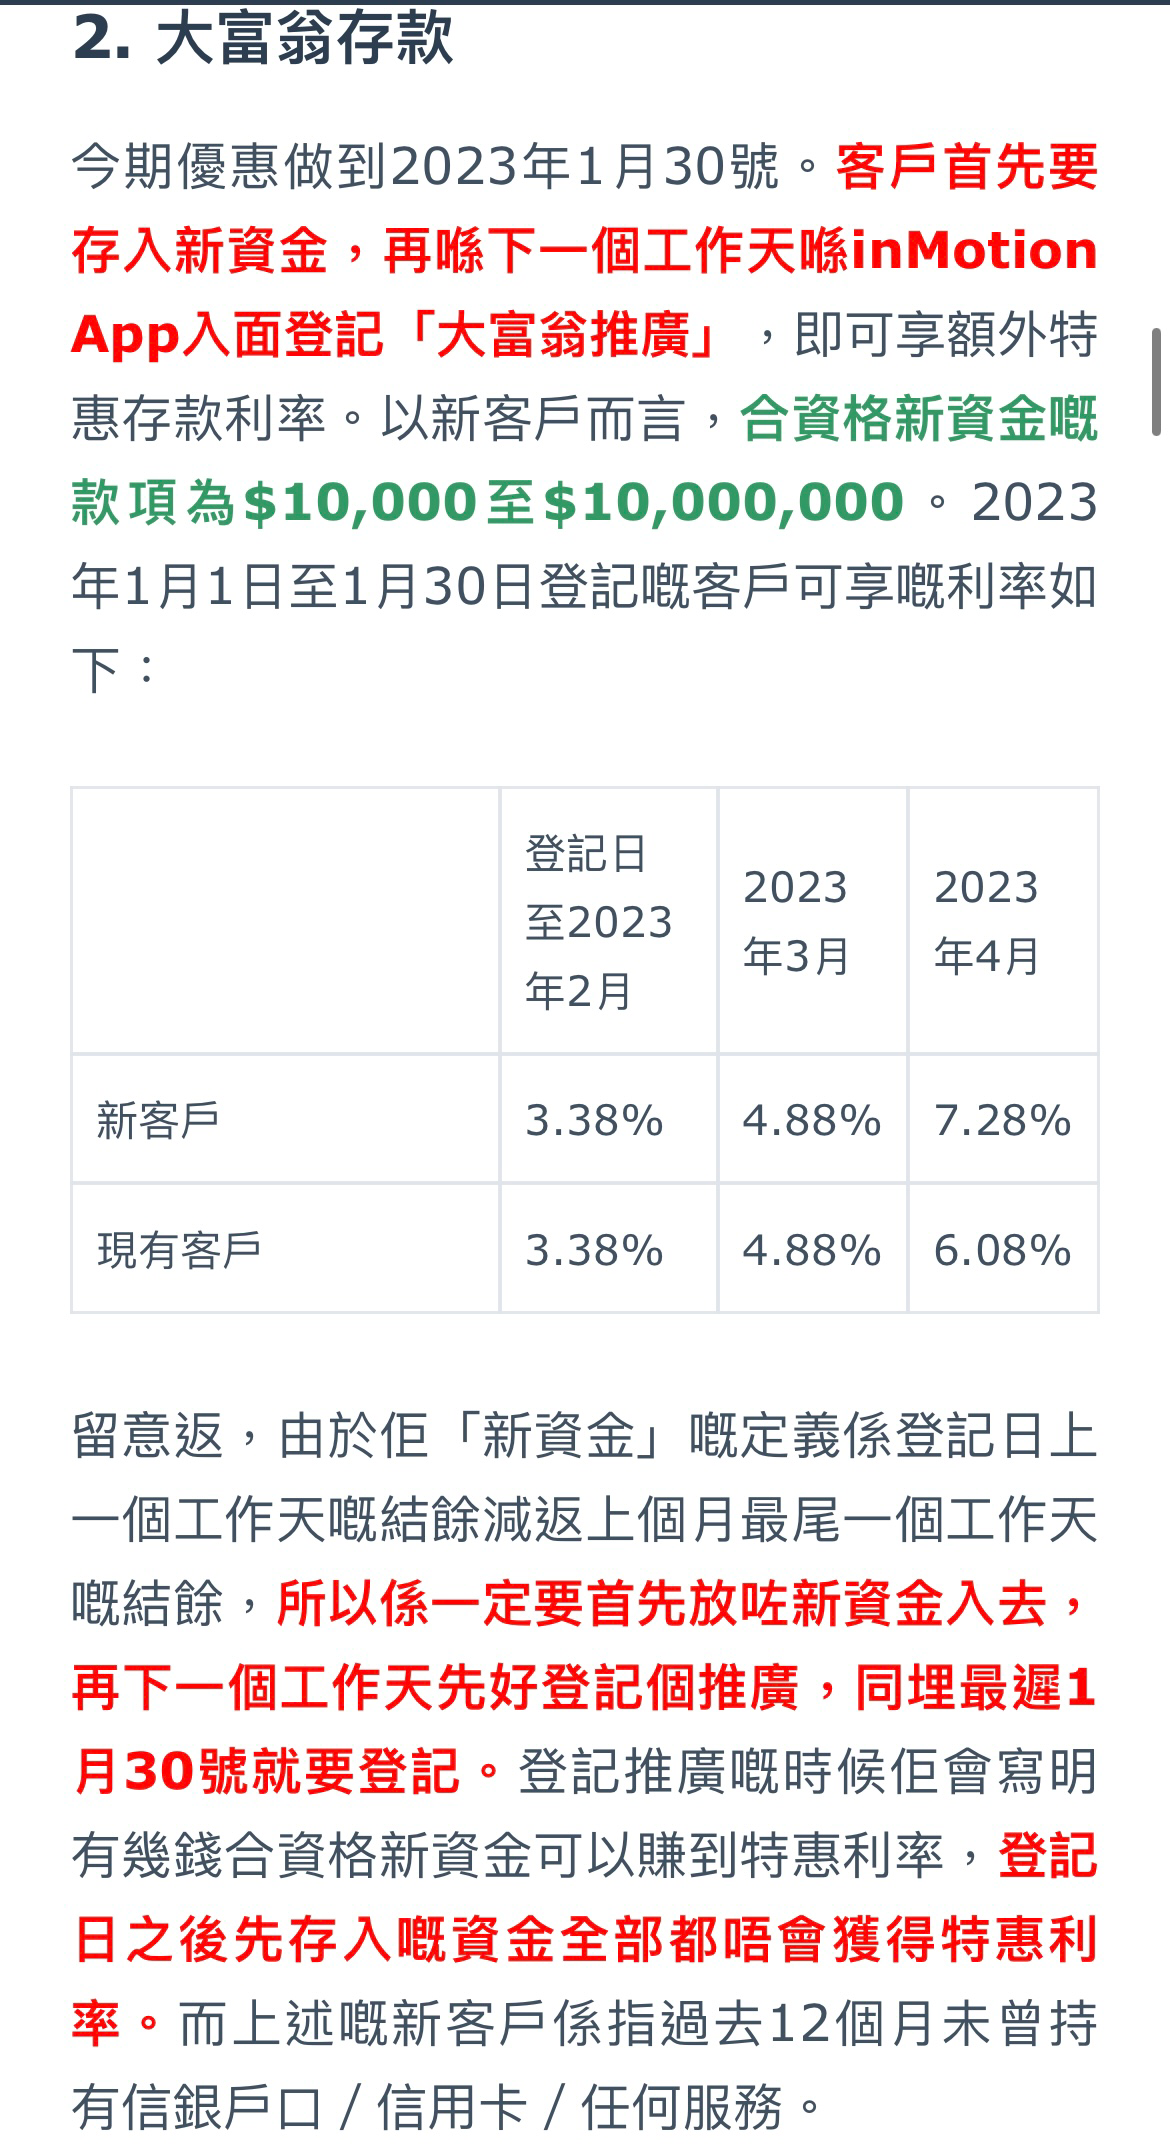 2. 大富翁存款
今期優惠做到2023年1月30號。客戶首先要
存入新資金，再喺下一個工作天喺inMotion
App入面登記「大富翁推廣」，即可享額外特
惠存款利率。以新客戶而言，合資格新資金嘅
款項為$10,000至$10,000,000。2023
年1月1日至1月30日登記嘅客戶可享嘅利率如
下：
登記日
至2023
年2月
2023
年3月
2023
年4月
新客戶 3.38% 4.88% 7.28%
現有客戶 3.38% 4.88% 6.08%
留意返，由於佢「新資金」嘅定義係登記日上
一個工作天嘅結餘減返上個月最尾一個工作天
嘅結餘，所以係一定要首先放咗新資金入去，
再下一個工作天先好登記個推廣，同埋最遲1
月30號就要登記。登記推廣嘅時候佢會寫明
有幾錢合資格新資金可以賺到特惠利率，登記
日之後先存入嘅資金全部都唔會獲得特惠利
率。而上述嘅新客戶係指過去12個月未曾持
有信銀戶口 / 信用卡 / 任何服務。